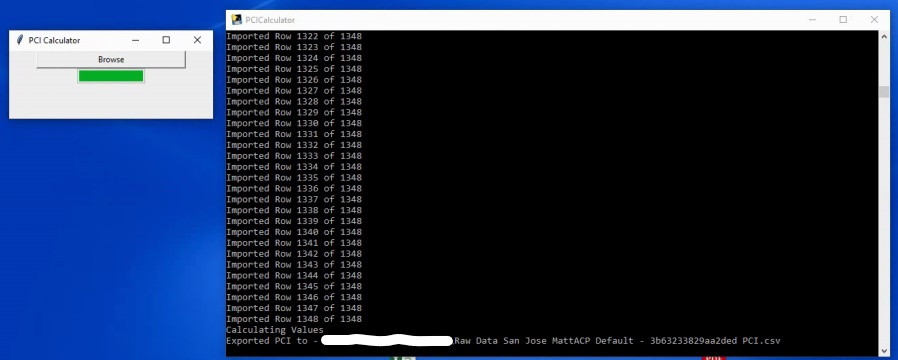 PCI Calculator
Browse
PCICalculator
Imported Row 1322 of 1348
Imported Row 1323 of 1348
Imported Row 1324 of 1348
Imported Row 1325 of 1348
Imported Row 1326 of 1348
Imported Row 1327 of 1348
Imported Row 1328 of 1348
Imported Row 1329 of 1348
Imported Row 1330 of 1348
Imported Row 1331 of 1348
Imported Row 1332 of 1348
Imported Row 1333 of 1348
Imported Row 1334 of 1348
Imported Row 1335 of 1348
Imported Row 1336 of 1348
Imported Row 1337 of 1348
Imported Row 1338 of 1348
Imported Row 1339 of 1348
Imported Row 1340 of 1348
Imported Row 1341 of 1348
Imported Row 1342 of 1348
Imported Row 1343 of 1348
Imported Row 1344 of 1348
Imported Row 1345 of 1348
Imported Row 1346 of 1348
Imported Row 1347 of 1348
Imported Row 1348 of 1348
Calculating Values
Exported PCI to - Raw Data San Jose MattACP Default - 3b63233829aa2ded PCI.csv